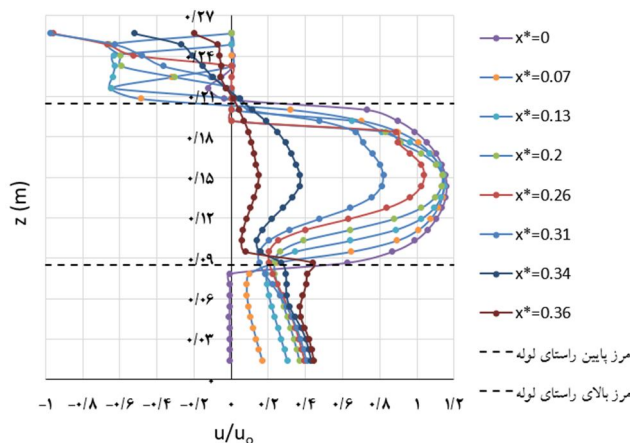 ۰/۲۷
۰/۲۴
۰/۲۱
۰/۱۸
۰/۱۵
۰/۱۲
۰/۰۹
۰/۰۶
۰/۰۳
۰
z (m)
-۱ -۰/۸ -۰/۶ -۰/۴ -۰/۲ ۰ ۰/۲ ۰/۴ ۰/۶ ۰/۸ ۱ ۱/۲
u/uₒ
x*=0
x*=0.07
x*=0.13
x*=0.2
x*=0.26
x*=0.31
x*=0.34
x*=0.36
مرز پایین راستای لوله
مرز بالای راستای لوله